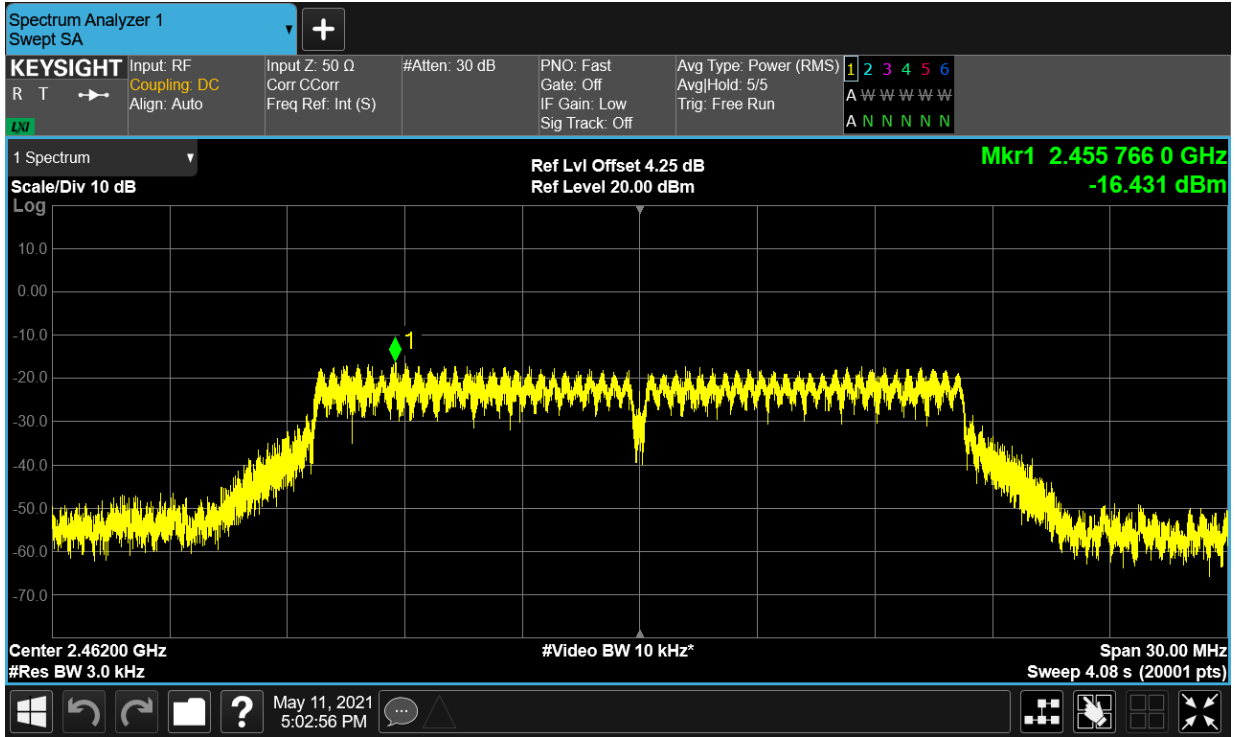 Spectrum Analyzer 1
Swept SA
+
KEYSIGHT
R T
LXI
Input: RF
Coupling: DC
Align: Auto
Input Z: 50 Ω
Corr CCorr
Freq Ref: Int (S)
#Atten: 30 dB
PNO: Fast
Gate: Off
IF Gain: Low
Sig Track: Off
Avg Type: Power (RMS)
Avg|Hold: 5/5
Trig: Free Run
1 2 3 4 5 6
A W W W W W
A N N N N N
1 Spectrum
Scale/Div 10 dB
Log
Ref Lvl Offset 4.25 dB
Ref Level 20.00 dBm
Mkr1 2.455 766 0 GHz
-16.431 dBm
10.0
0.00
-10.0
-20.0
-30.0
-40.0
-50.0
-60.0
-70.0
1
Center 2.46200 GHz
#Res BW 3.0 kHz
#Video BW 10 kHz*
Span 30.00 MHz
Sweep 4.08 s (20001 pts)
?
May 11, 2021
5:02:56 PM